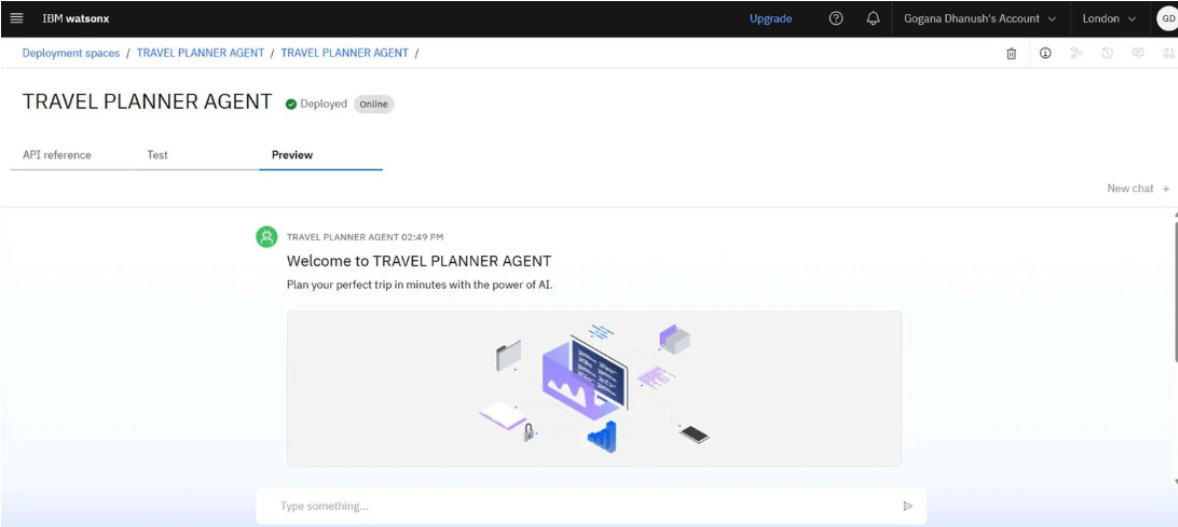 IBM watsonx Upgrade Gogana Dhanush's Account London GD
Deployment spaces / TRAVEL PLANNER AGENT / TRAVEL PLANNER AGENT /
TRAVEL PLANNER AGENT Deployed Online
API reference Test Preview
New chat +
TRAVEL PLANNER AGENT 02:49 PM
Welcome to TRAVEL PLANNER AGENT
Plan your perfect trip in minutes with the power of AI.
Type something...